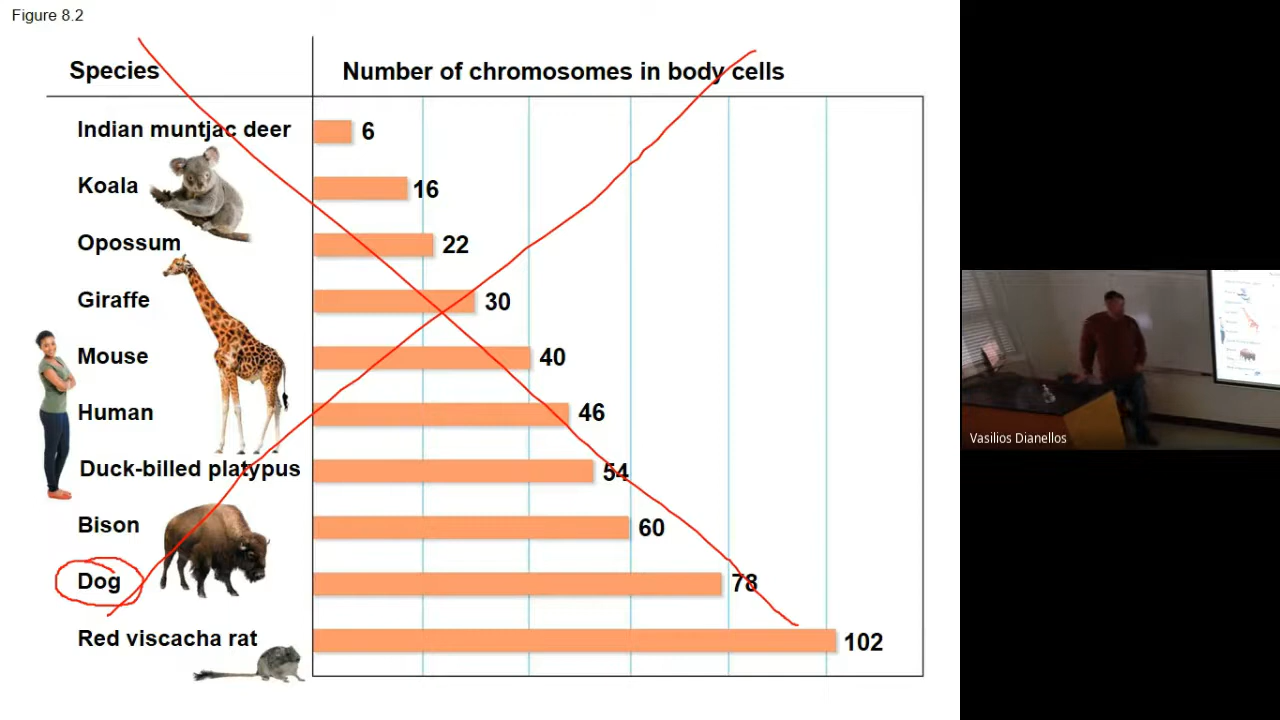 Figure 8.2
Species Number of chromosomes in body cells
Indian muntjac deer 6
Koala 16
Opossum 22
Giraffe 30
Mouse 40
Human 46
Duck-billed platypus 54
Bison 60
Dog 78
Red viscacha rat 102
Vasilios Dianellos